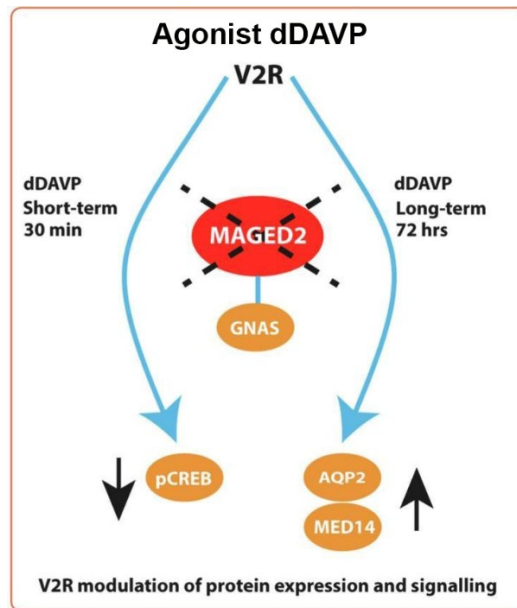 Agonist dDAVP
V2R
dDAVP
Short-term
30 min
dDAVP
Long-term
72 hrs
MAGED2
GNAS
pCREB
AQP2
MED14
V2R modulation of protein expression and signalling